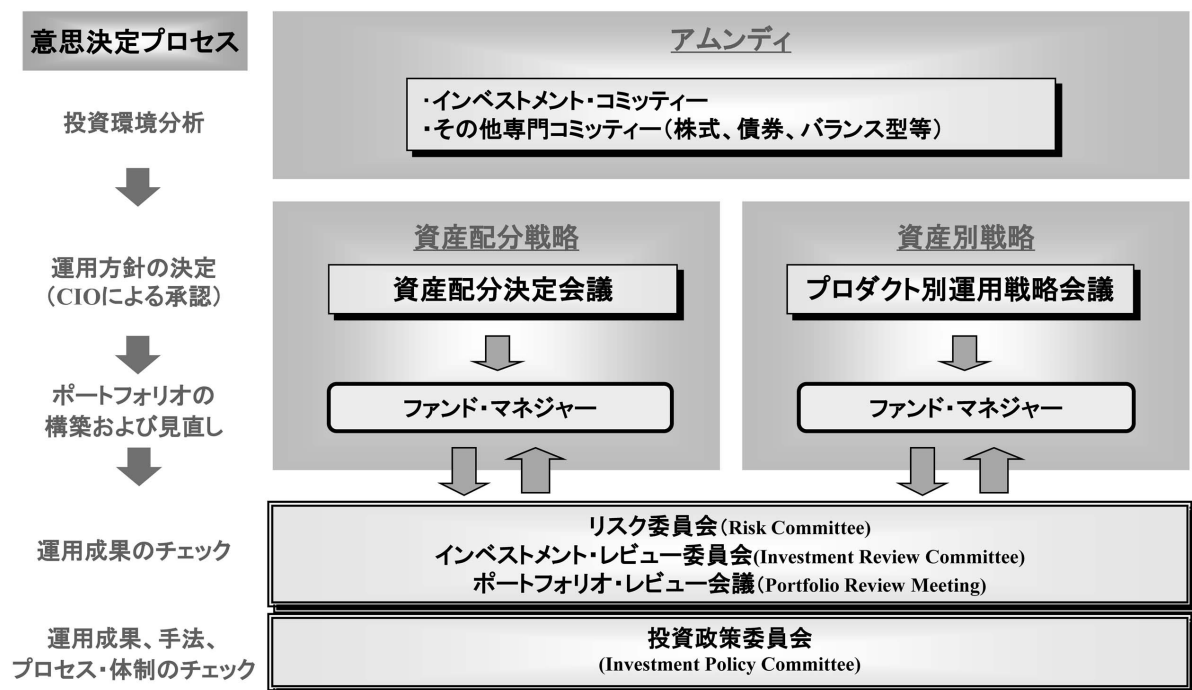 意思決定プロセス
アムンディ
投資環境分析
・インベストメント・コミッティー
・その他専門コミッティー（株式、債券、バランス型等）
運用方針の決定
（CIOによる承認）
資産配分戦略
資産配分決定会議
資産別戦略
プロダクト別運用戦略会議
ポートフォリオの
構築および見直し
ファンド・マネジャー
ファンド・マネジャー
運用成果のチェック
リスク委員会（Risk Committee）
インベストメント・レビュー委員会(Investment Review Committee)
ポートフォリオ・レビュー会議（Portfolio Review Meeting)
運用成果、手法、
プロセス・体制のチェック
投資政策委員会
(Investment Policy Committee)